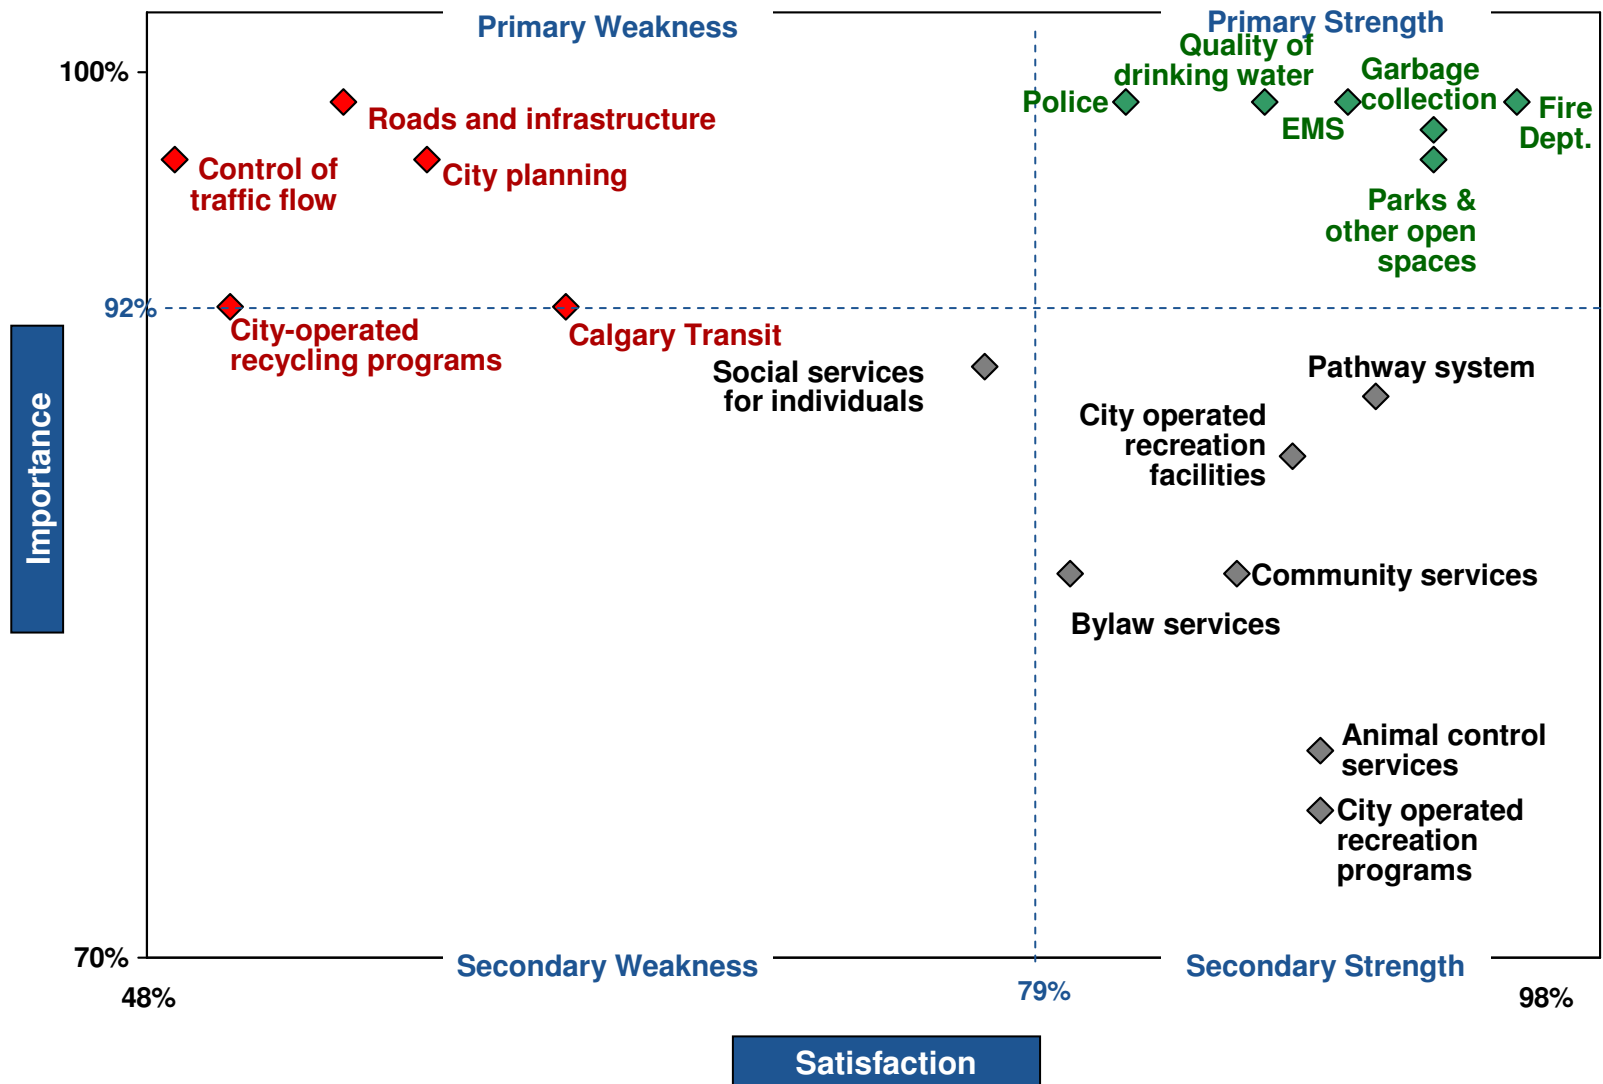 Primary Weakness
Primary Strength
100%
Quality of
drinking water
Garbage
collection
Police
EMS
Fire
Dept.
Roads and infrastructure
Control of
traffic flow
City planning
Parks &
other open
spaces
92%
City-operated
recycling programs
Calgary Transit
Social services
for individuals
Pathway system
City operated
recreation
facilities
Importance
Community services
Bylaw services
Animal control
services
City operated
recreation
programs
70%
Secondary Weakness
Secondary Strength
48%
79%
98%
Satisfaction